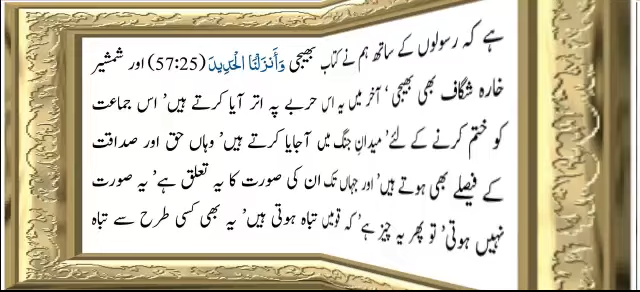 ہے کہ رسولوں کے ساتھ ہم نے کتاب بھیجی وَأَنزَلْنَا الْحَدِيدَ (57:25) اور شمشیر
خارہ شگاف بھی بھیجی‘ آخر میں یہ اس حربے پہ اتر آیا کرتے ہیں‘ اس جماعت
کو ختم کرنے کے لئے‘ میدانِ جنگ میں آجایا کرتے ہیں‘ وہاں حق اور صداقت
کے فیصلے بھی ہوتے ہیں‘ اور جہاں تک ان کی صورت کا یہ تعلق ہے‘ یہ صورت
نہیں ہوتی‘ تو پھر یہ چیز ہے‘ کہ قومیں تباہ ہوتی ہیں‘ یہ بھی کسی طرح سے تباہ